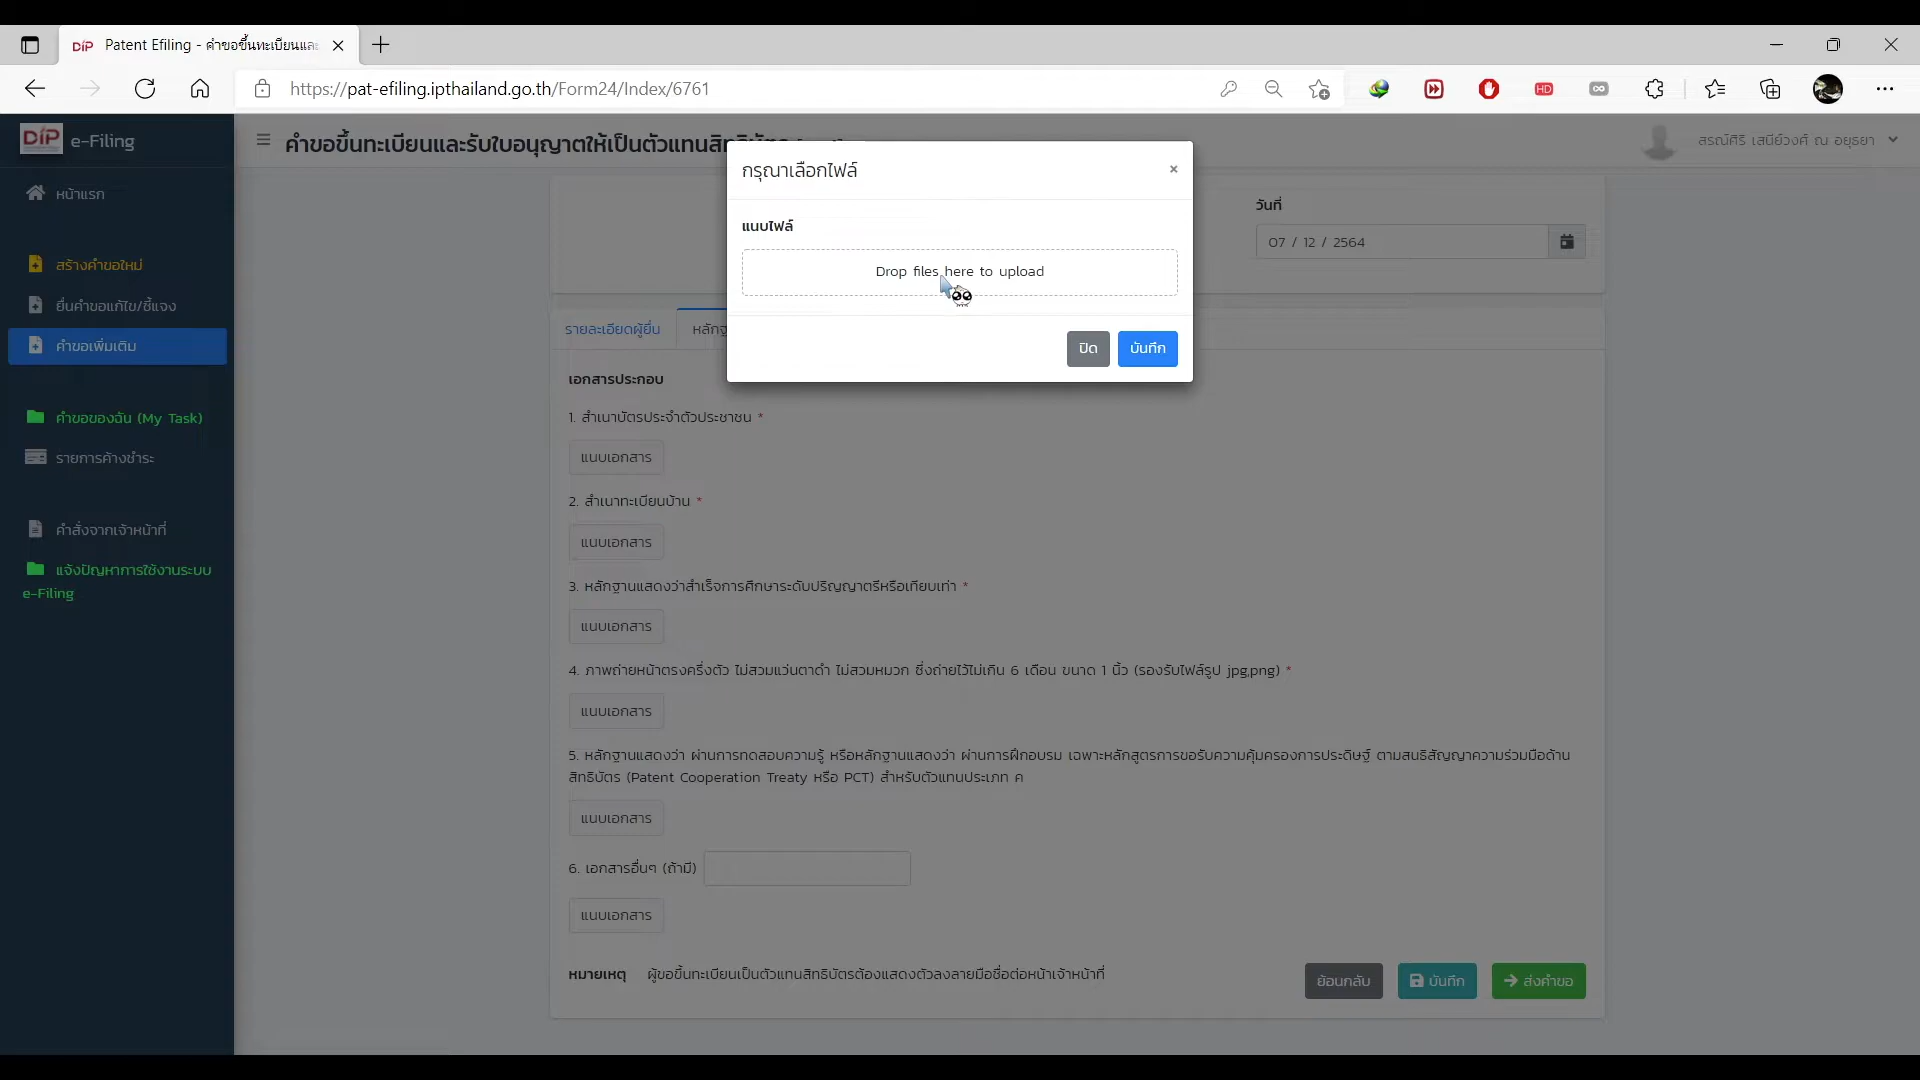 Patent Efiling - คำขอขึ้นทะเบียนและ
https://pat-efiling.ipthailand.go.th/Form24/Index/6761
HD
DIP e-Filing
คำขอขึ้นทะเบียนและรับใบอนุญาตให้เป็นตัวแทนสิทธิบัตร
สรณ์ศิริ เสนีย์วงศ์ ณ อยุธยา
หน้าแรก
สร้างคำขอใหม่
ยื่นคำขอแก้ไข/ชี้แจง
คำขอเพิ่มเติม
คำขอของฉัน (My Task)
รายการค้างชำระ
คำสั่งจากเจ้าหน้าที่
แจ้งปัญหาการใช้งานระบบ
e-Filing
กรุณาเลือกไฟล์
×
แนบไฟล์
Drop files here to upload
ปิด
บันทึก
วันที่
07 / 12 / 2564
รายละเอียดผู้ยื่น
หลักฐ
เอกสารประกอบ
1. สำเนาบัตรประจำตัวประชาชน *
แนบเอกสาร
2. สำเนาทะเบียนบ้าน *
แนบเอกสาร
3. หลักฐานแสดงว่าสำเร็จการศึกษาระดับปริญญาตรีหรือเทียบเท่า *
แนบเอกสาร
4. ภาพถ่ายหน้าตรงครึ่งตัว ไม่สวมแว่นตาดำ ไม่สวมหมวก ซึ่งถ่ายไว้ไม่เกิน 6 เดือน ขนาด 1 นิ้ว (รองรับไฟล์รูป jpg,png) *
แนบเอกสาร
5. หลักฐานแสดงว่า ผ่านการทดสอบความรู้ หรือหลักฐานแสดงว่า ผ่านการฝึกอบรม เฉพาะหลักสูตรการขอรับความคุ้มครองการประดิษฐ์ ตามสนธิสัญญาความร่วมมือด้าน
สิทธิบัตร (Patent Cooperation Treaty หรือ PCT) สำหรับตัวแทนประเภท ค
แนบเอกสาร
6. เอกสารอื่นๆ (ถ้ามี)
แนบเอกสาร
หมายเหตุ ผู้ขอขึ้นทะเบียนเป็นตัวแทนสิทธิบัตรต้องแสดงตัวลงลายมือชื่อต่อหน้าเจ้าหน้าที่
ย้อนกลับ
บันทึก
ส่งคำขอ